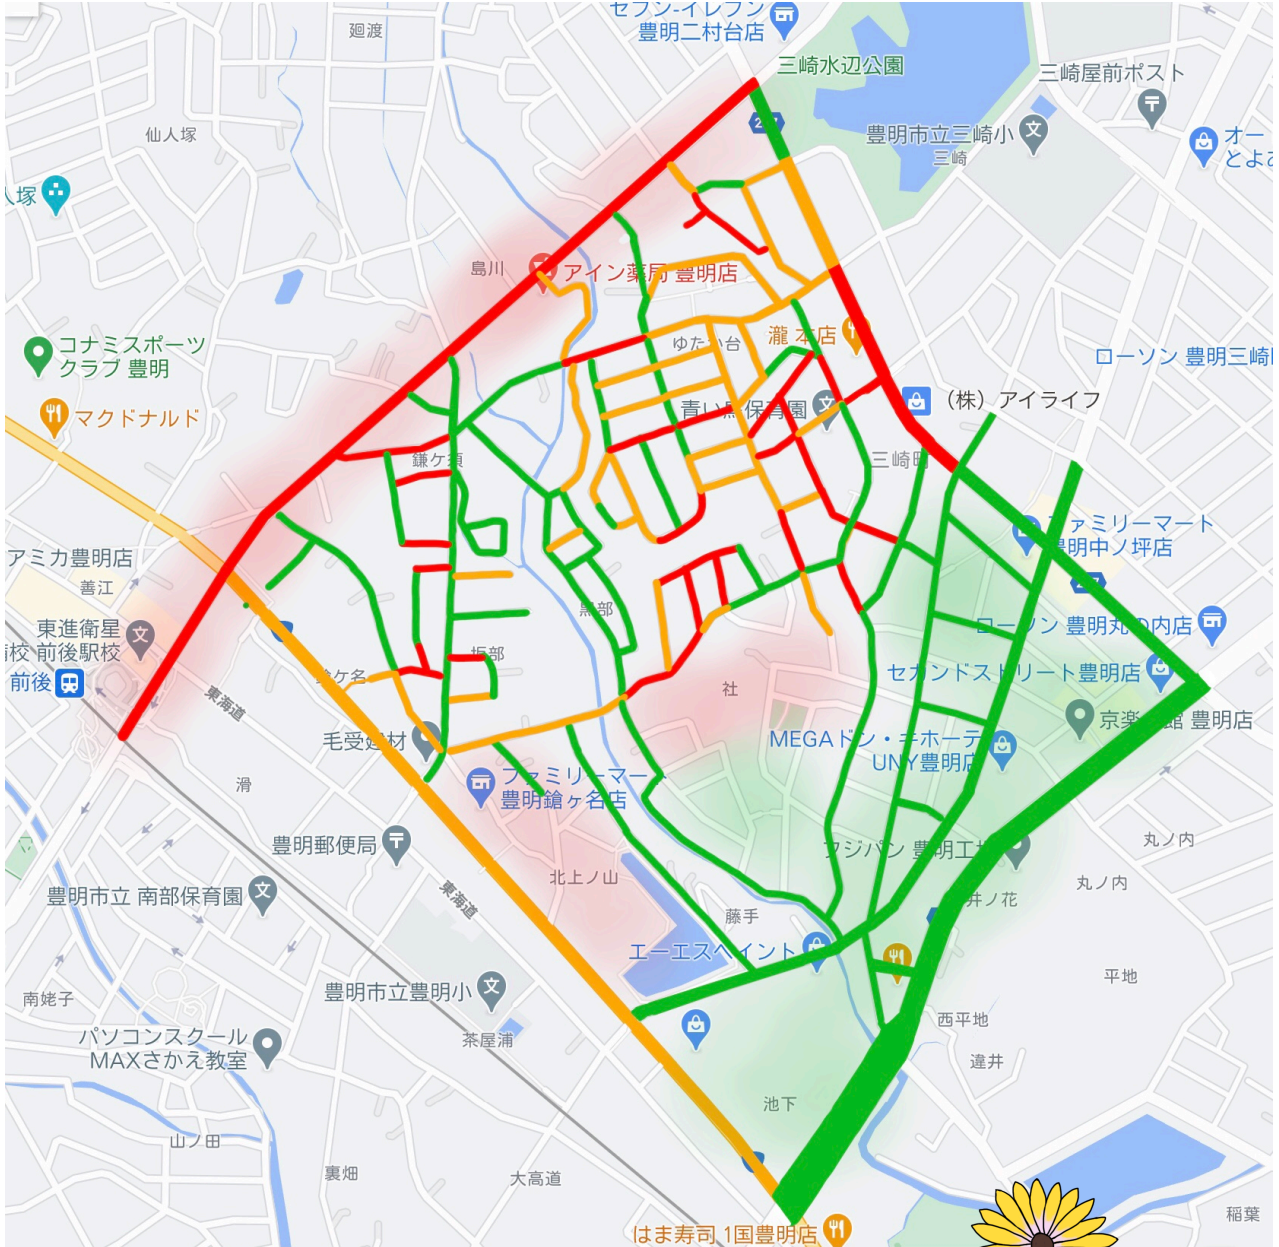 セブン-イレブン
豊明二村台店
廻渡
三崎水辺公園
三崎屋前ポスト
仙人塚
豊明市立三崎小
三崎
オー
人塚
島川
アイン薬局 豊明店
コナミスポーツ
クラブ 豊明
ゆたか台
瀧 本店
ローソン 豊明三崎
マクドナルド
青い鳥保育園
(株)アイライフ
鎌ケ須
三崎町
ファミリーマート
豊明中ノ坪店
アミカ豊明店
善江
黒部
東進衛星
前後駅校
坂部
ローソン 豊明丸の内店
前後
社
セカンドストリート豊明店
東海道
毛受建材
MEGAドン・キホーテ
UNY豊明店
豊明店
滑
ファミリーマート
豊明鎗ヶ名店
豊明郵便局
フジパン 豊明工場
丸ノ内
丸ノ内
北上ノ山
豊明市立 南部保育園
東海道
藤手
井ノ花
エーエスペイント
平地
南姥子
豊明市立豊明小
西平地
パソコンスクール
MAXさかえ教室
茶屋浦
違井
池下
山ノ田
裏畑
大高道
稲葉
はま寿司 1国豊明店